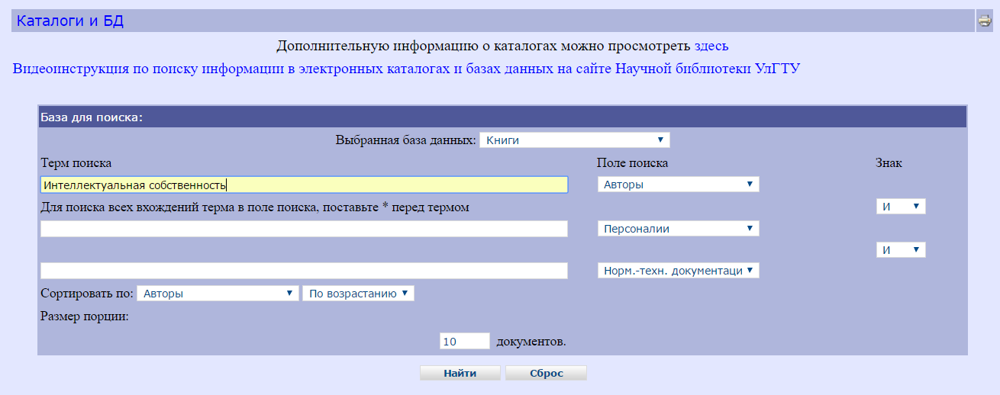 Каталоги и БД
Дополнительную информацию о каталогах можно просмотреть здесь
Видеоинструкция по поиску информации в электронных каталогах и базах данных на сайте Научной библиотеки УлГТУ
База для поиска:
Выбранная база данных: Книги
Терм поиска Поле поиска Знак
Интеллектуальная собственность Авторы
Для поиска всех вхождений терма в поле поиска, поставьте * перед термом И
Персоналии
И
Норм.-техн. документаци
Сортировать по: Авторы По возрастанию
Размер порции:
10 документов.
Найти Сброс